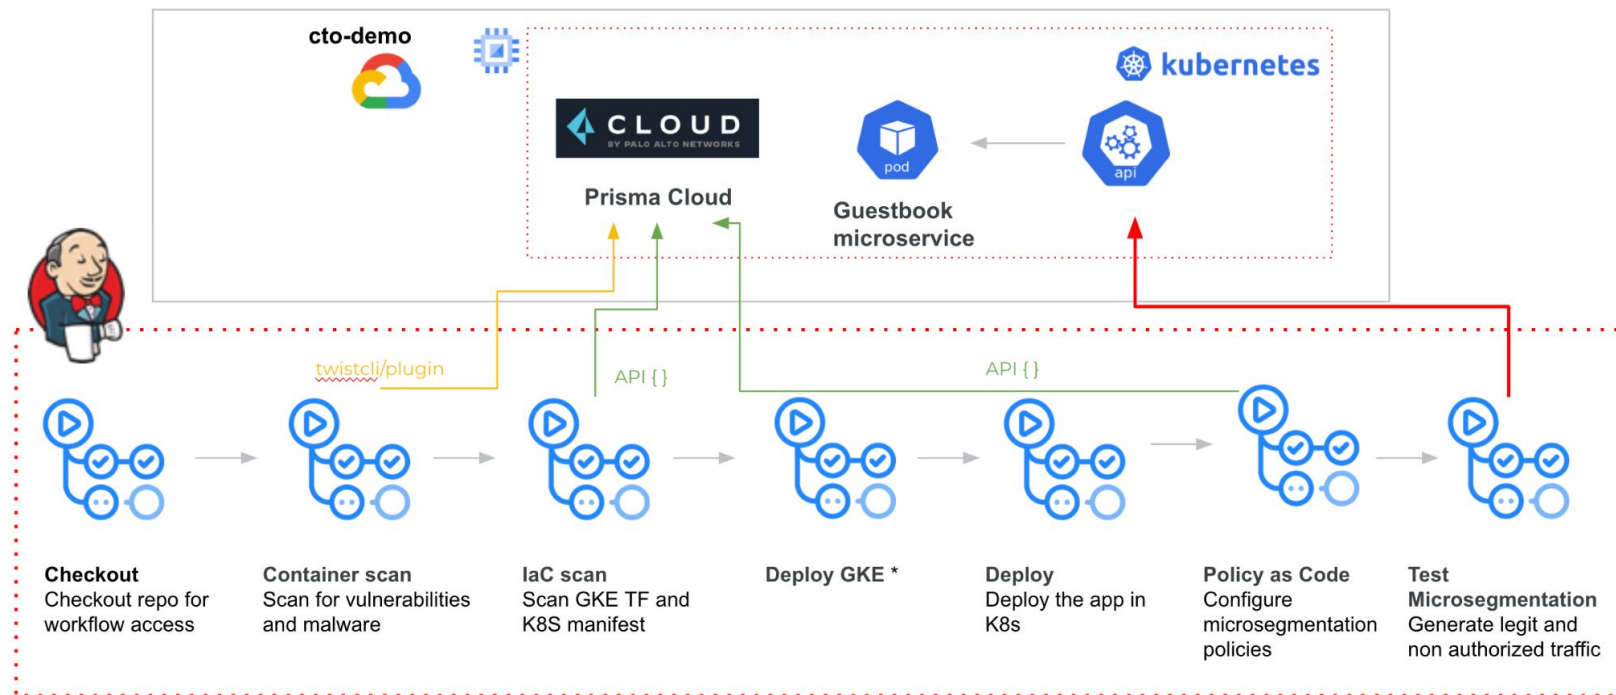 cto-demo
kubernetes
CLOUD
BY PALO ALTO NETWORKS
Prisma Cloud
pod
api
Guestbook
microservice
twistcli/plugin
API { }
API { }
Checkout
Checkout repo for
workflow access
Container scan
Scan for vulnerabilities
and malware
IaC scan
Scan GKE TF and
K8S manifest
Deploy GKE *
Deploy
Deploy the app in
K8s
Policy as Code
Configure
microsegmentation
policies
Test
Microsegmentation
Generate legit and
non authorized traffic